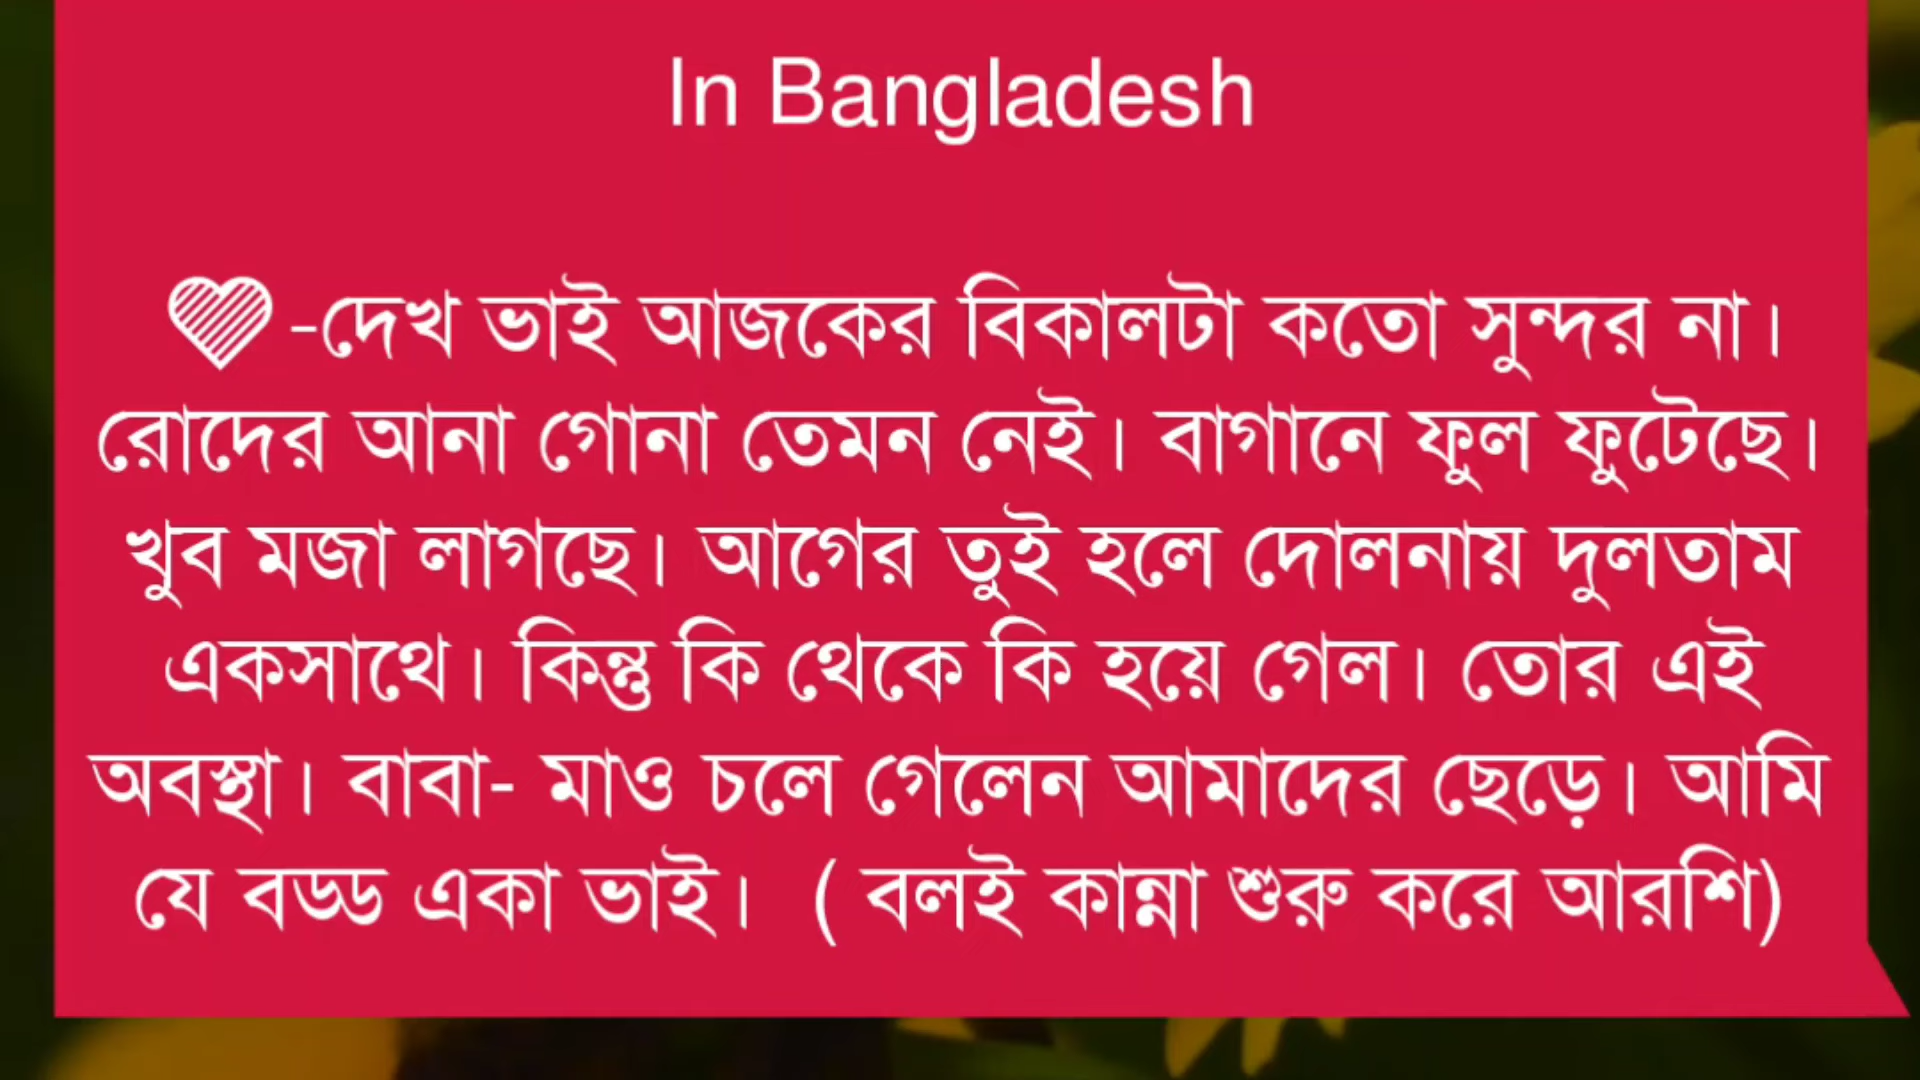 In Bangladesh
-দেখ ভাই আজকের বিকালটা কতো সুন্দর না।
রোদের আনা গোনা তেমন নেই। বাগানে ফুল ফুটেছে।
খুব মজা লাগছে। আগের তুই হলে দোলনায় দুলতাম
একসাথে। কিন্তু কি থেকে কি হয়ে গেল। তোর এই
অবস্থা। বাবা- মাও চলে গেলেন আমাদের ছেড়ে। আমি
যে বড্ড একা ভাই। ( বলই কান্না শুরু করে আরশি)